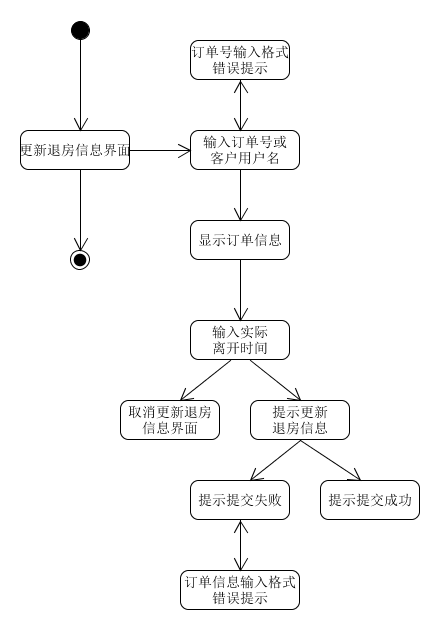 订单号输入格式
错误提示
更新退房信息界面
输入订单号或
客户用户名
显示订单信息
输入实际
离开时间
取消更新退房
信息界面
提示更新
退房信息
提示提交失败
提示提交成功
订单信息输入格式
错误提示